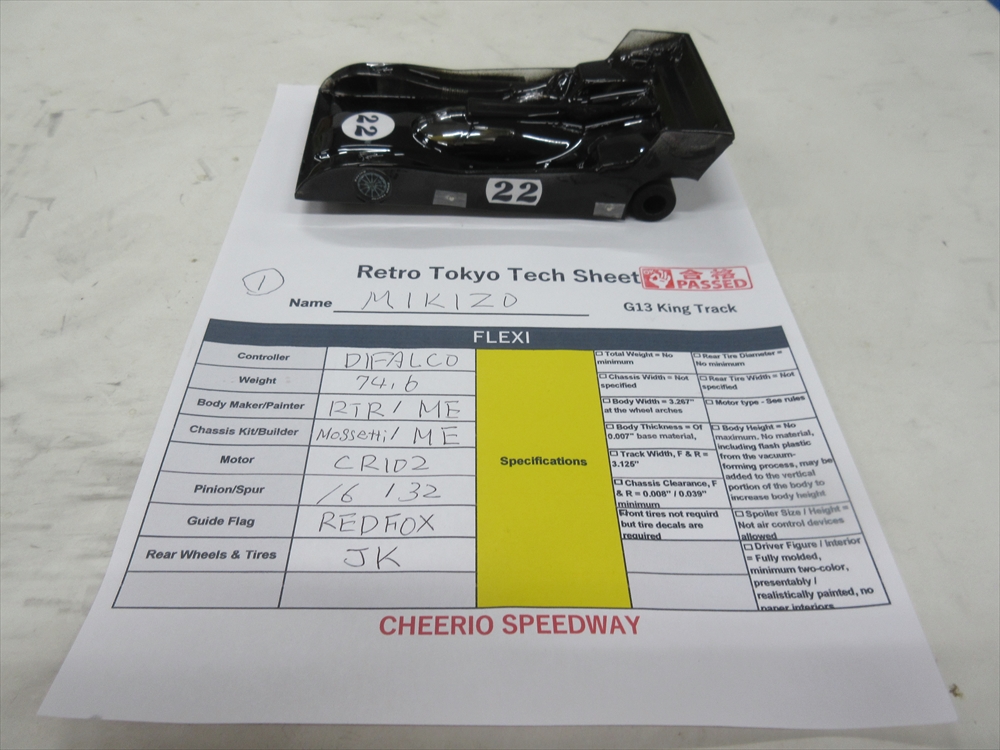 22
22
Retro Tokyo Tech Sheet
合格
PASSED
①
Name MIKIZO
G13 King Track
FLEXI
Controller DIFALCO
Weight 74,6
Body Maker/Painter RTR/ ME
Chassis Kit/Builder Mossetti/ ME
Motor CR102
Pinion/Spur /6 / 32
Guide Flag REDFOX
Rear Wheels & Tires JK
Specifications
☐ Total Weight = No
minimum
☐ Chassis Width = Not
specified
☐ Body Width = 3.267"
at the wheel arches
☐ Body Thickness = Of
0.007" base material,
☐ Track Width, F & R =
3.125"
☐ Chassis Clearance, F
& R = 0.008" / 0.039"
minimum
Front tires not requird
but tire decals are
required
☐ Rear Tire Diameter =
No minimum
☐ Rear Tire Width = Not
specified
☐ Motor type - See rules
☐ Body Height = No
maximum. No material,
including flash plastic
from the vacuum-
forming process, may be
added to the vertical
portion of the body to
increase body height
☐ Spoiler Size / Height =
Not air control devices
allowed
☐ Driver Figure / Interior
= Fully molded,
minimum two-color,
presentably /
realistically painted, no
paper interiors
CHEERIO SPEEDWAY